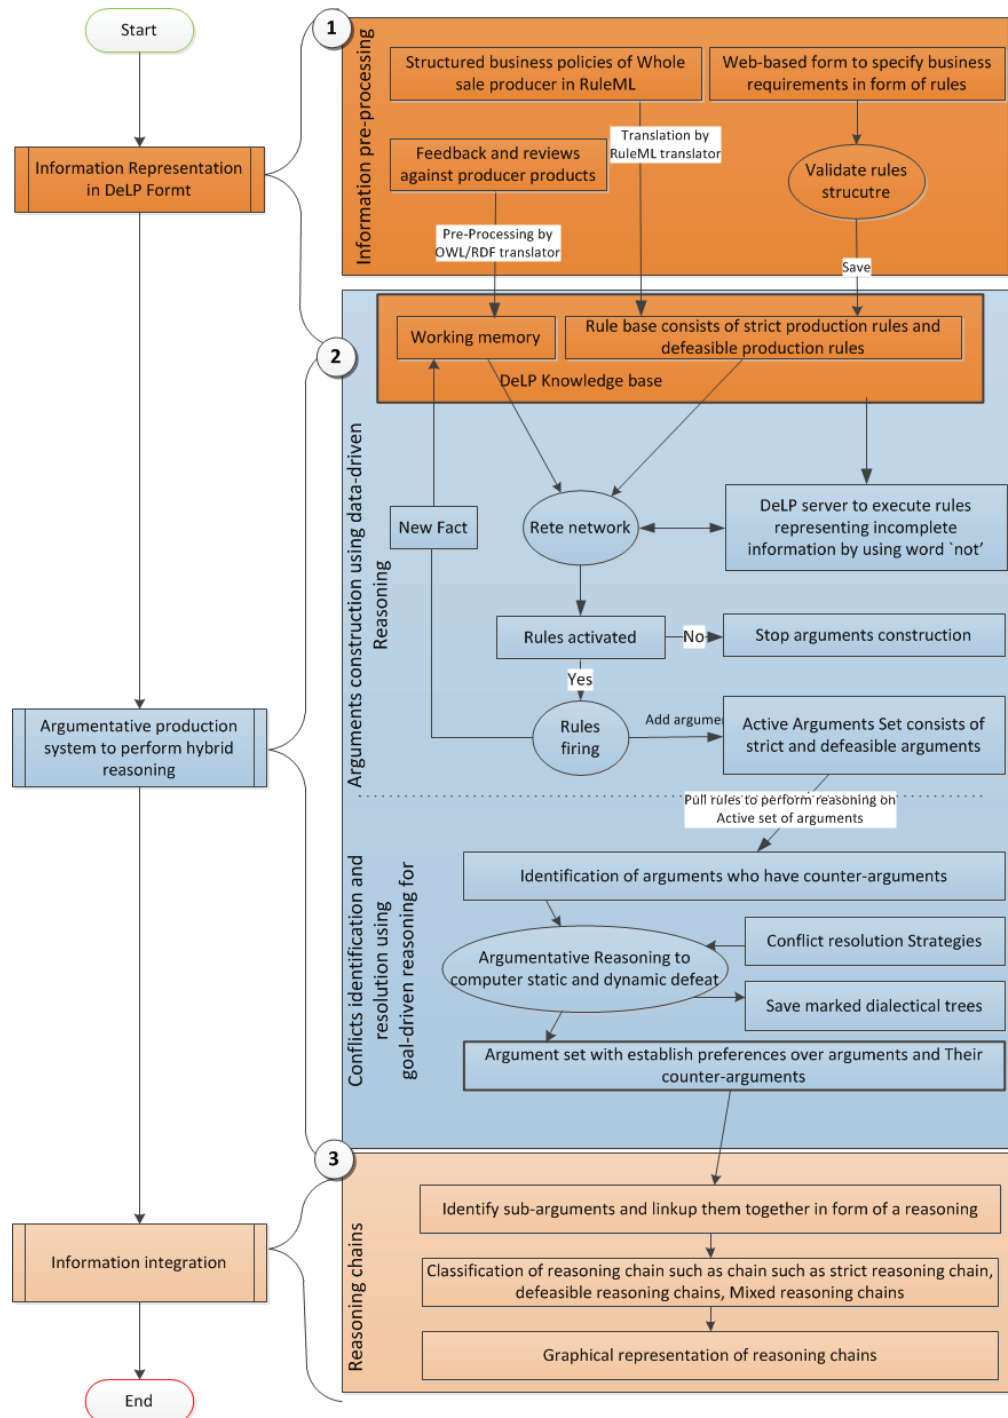 Start
Information Representation
in DeLP Formt
Argumentative production
system to perform hybrid
reasoning
Information integration
End
1
Information pre-processing
Structured business policies of Whole
sale producer in RuleML
Web-based form to specify business
requirements in form of rules
Feedback and reviews
against producer products
Translation by
RuleML translator
Validate rules
strucutre
Pre-Processing by
OWL/RDF translator
Save
2
Arguments construction using data-driven
Reasoning
Working memory
Rule base consists of strict production rules and
defeasible production rules
DeLP Knowledge base
New Fact
Rete network
DeLP server to execute rules
representing incomplete
information by using word `not’
Rules activated
No
Stop arguments construction
Yes
Rules
firing
Add argumen
Active Arguments Set consists of
strict and defeasible arguments
Pull rules to perform reasoning on
Active set of arguments
Conflicts identification and
resolution using
goal-driven reasoning for
Identification of arguments who have counter-arguments
Argumentative Reasoning to
computer static and dynamic defeat
Conflict resolution Strategies
Save marked dialectical trees
Argument set with establish preferences over arguments and Their
counter-arguments
3
Reasoning chains
Identify sub-arguments and linkup them together in form of a reasoning
Classification of reasoning chain such as chain such as strict reasoning chain,
defeasible reasoning chains, Mixed reasoning chains
Graphical representation of reasoning chains